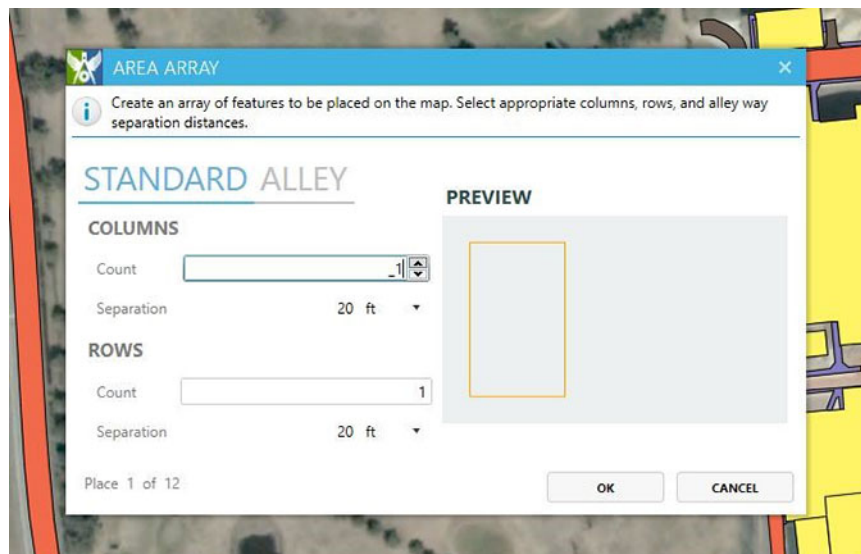 AREA ARRAY
Create an array of features to be placed on the map. Select appropriate columns, rows, and alley way
separation distances.
STANDARD ALLEY
PREVIEW
COLUMNS
Count _1
Separation 20 ft
ROWS
Count 1
Separation 20 ft
Place 1 of 12
OK CANCEL